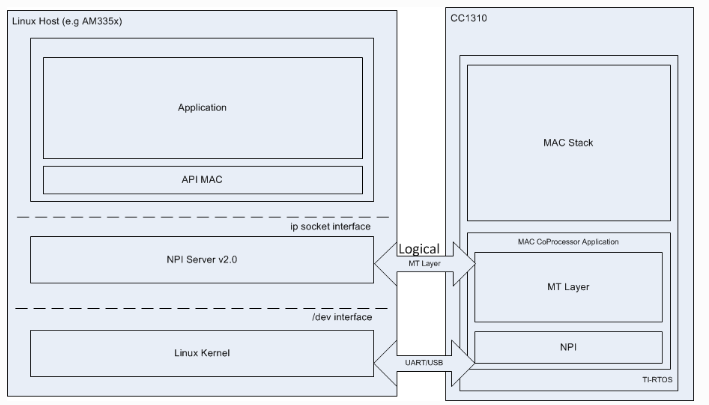 Linux Host (e.g AM335x)
Application
API MAC
ip socket interface
NPI Server v2.0
/dev interface
Linux Kernel
Logical
MT Layer
UART/USB
CC1310
MAC Stack
MAC CoProcessor Application
MT Layer
NPI
TI-RTOS